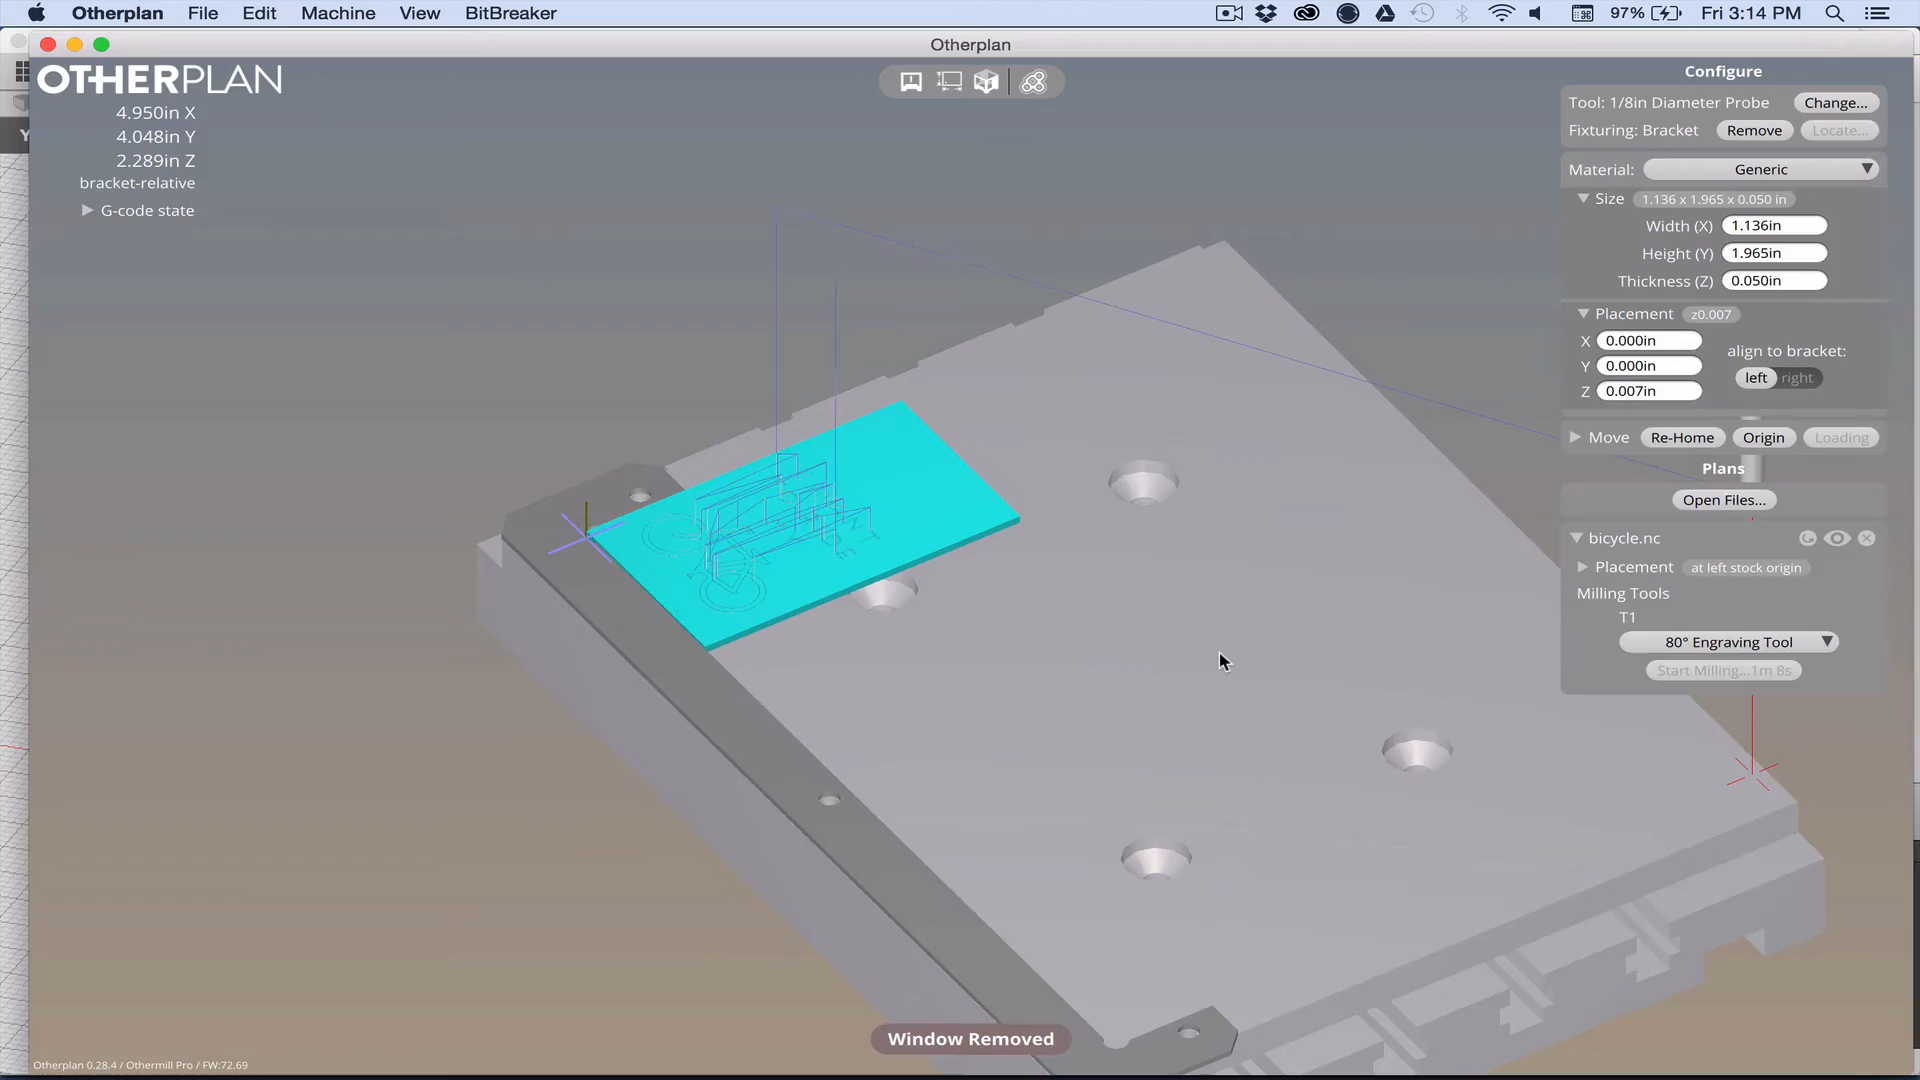 Otherplan File Edit Machine View BitBreaker
97% Fri 3:14 PM
Otherplan
OTHERPLAN
4.950in X
4.048in Y
2.289in Z
bracket-relative
G-code state
Configure
Tool: 1/8in Diameter Probe Change...
Fixturing: Bracket Remove Locate...
Material: Generic
Size 1.136 x 1.965 x 0.050 in
Width (X) 1.136in
Height (Y) 1.965in
Thickness (Z) 0.050in
Placement z0.007
X 0.000in
Y 0.000in
Z 0.007in
align to bracket:
left right
Move Re-Home Origin Loading
Plans
Open Files...
bicycle.nc
Placement at left stock origin
Milling Tools
T1
80° Engraving Tool
Start Milling...1m 8s
Window Removed
Otherplan 0.28.4 / Othermill Pro / FW:72.69